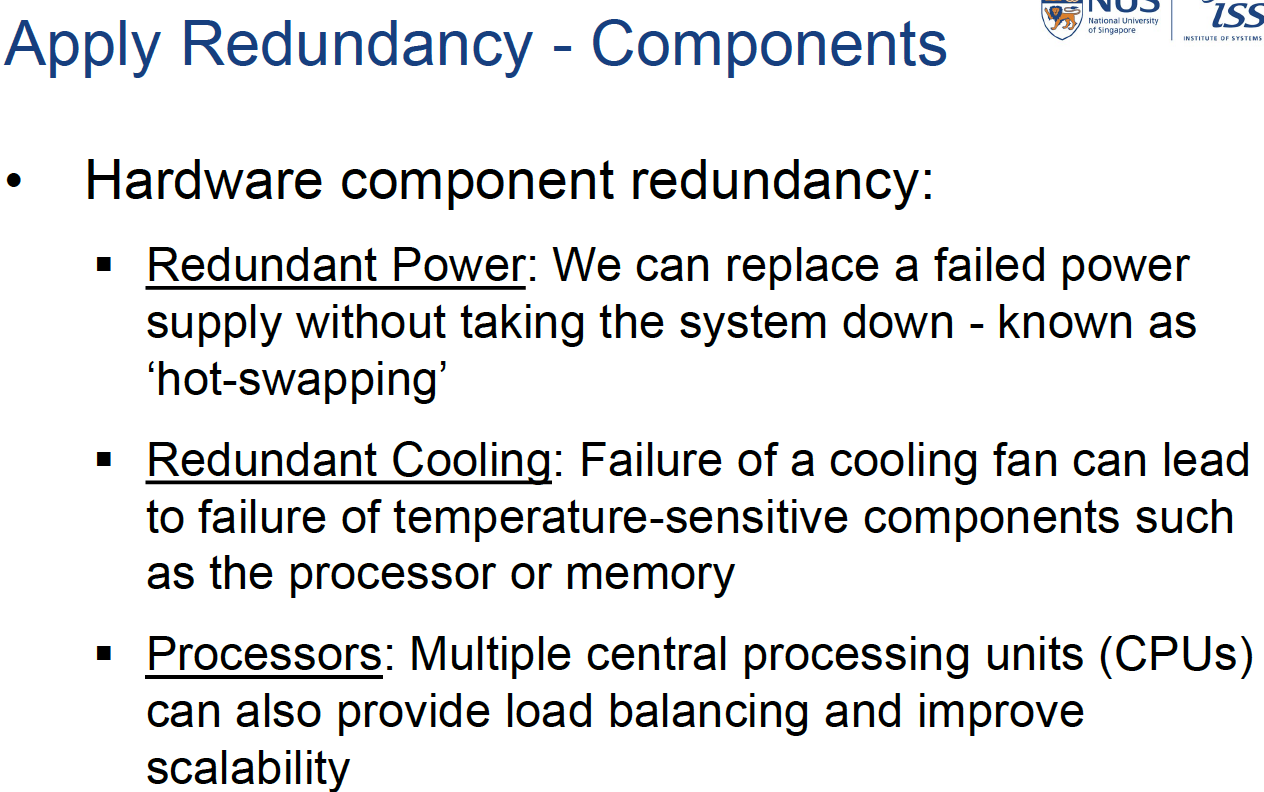 Apply Redundancy - Components
NUS
National University
of Singapore
iss
INSTITUTE OF SYSTEMS
• Hardware component redundancy:
▪ Redundant Power: We can replace a failed power
supply without taking the system down - known as
‘hot-swapping’
▪ Redundant Cooling: Failure of a cooling fan can lead
to failure of temperature-sensitive components such
as the processor or memory
▪ Processors: Multiple central processing units (CPUs)
can also provide load balancing and improve
scalability